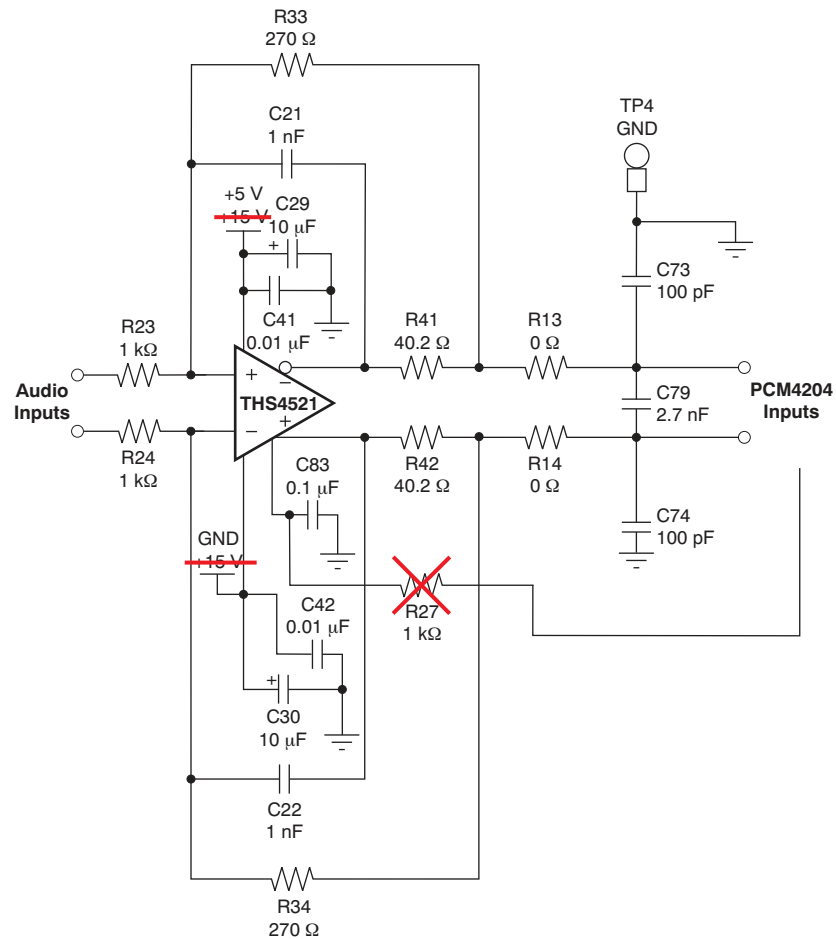 R33
270 Ω
C21
1 nF
TP4
GND
+5 V
+15 V
C29
10 µF
+
C73
100 pF
C41
0.01 µF
R23
1 kΩ
R41
40.2 Ω
R13
0 Ω
Audio
Inputs
+
−
THS4521
−
+
C79
2.7 nF
PCM4204
Inputs
R24
1 kΩ
C83
0.1 µF
R42
40.2 Ω
R14
0 Ω
C74
100 pF
GND
+15 V
R27
1 kΩ
C42
0.01 µF
+
C30
10 µF
C22
1 nF
R34
270 Ω